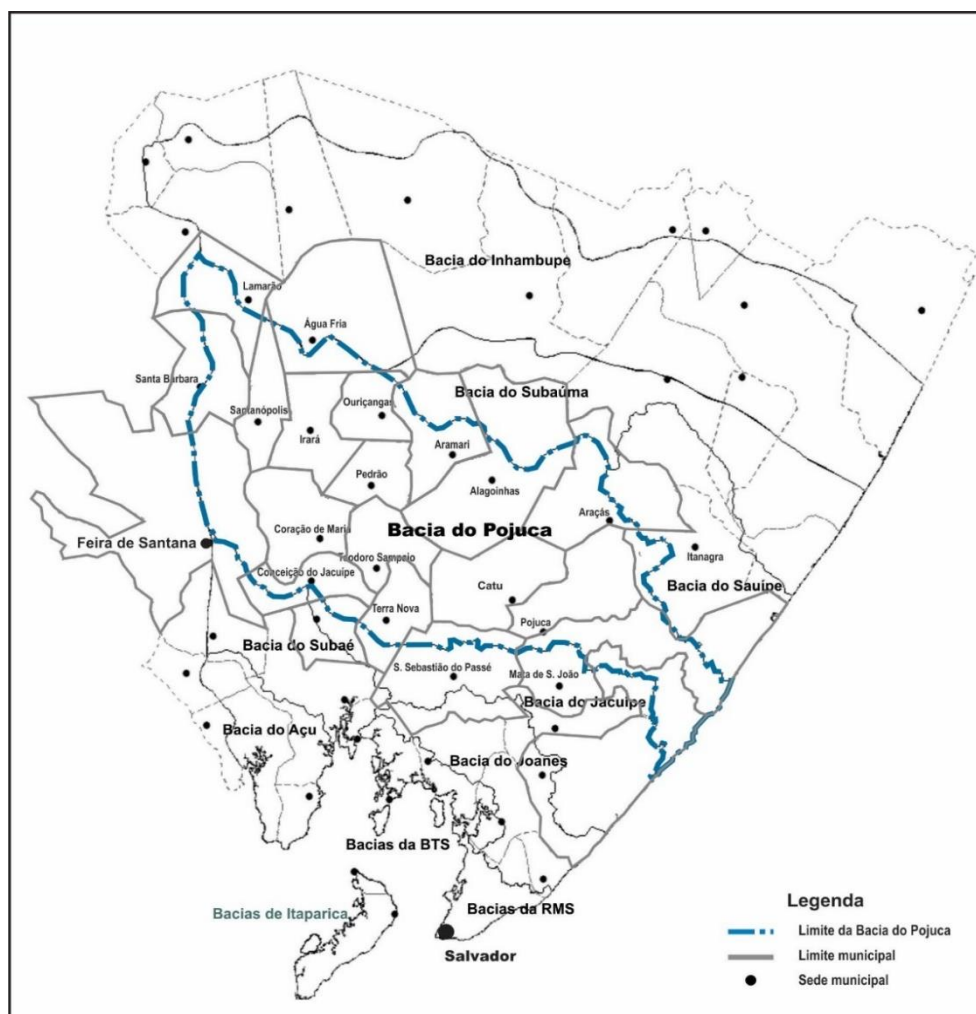 Bacia do Inhambupe
Lamarão
Água Fria
Santa Bárbara
Bacia do Subaúma
Ouriçangas
Santanópolis
Irará
Aramari
Pedrão
Alagoinhas
Araçás
Coração de Maria
Bacia do Pojuca
Feira de Santana
Itanagra
Teodoro Sampaio
Conceição do Jacuípe
Bacia do Sauípe
Catu
Terra Nova
Pojuca
Bacia do Subaé
S. Sebastião do Passé
Mata de S. João
Bacia do Jacuípe
Bacia do Açu
Bacia do Joanes
Bacias da BTS
Bacias de Itaparica
Bacias da RMS
Salvador
Legenda
Limite da Bacia do Pojuca
Limite municipal
Sede municipal